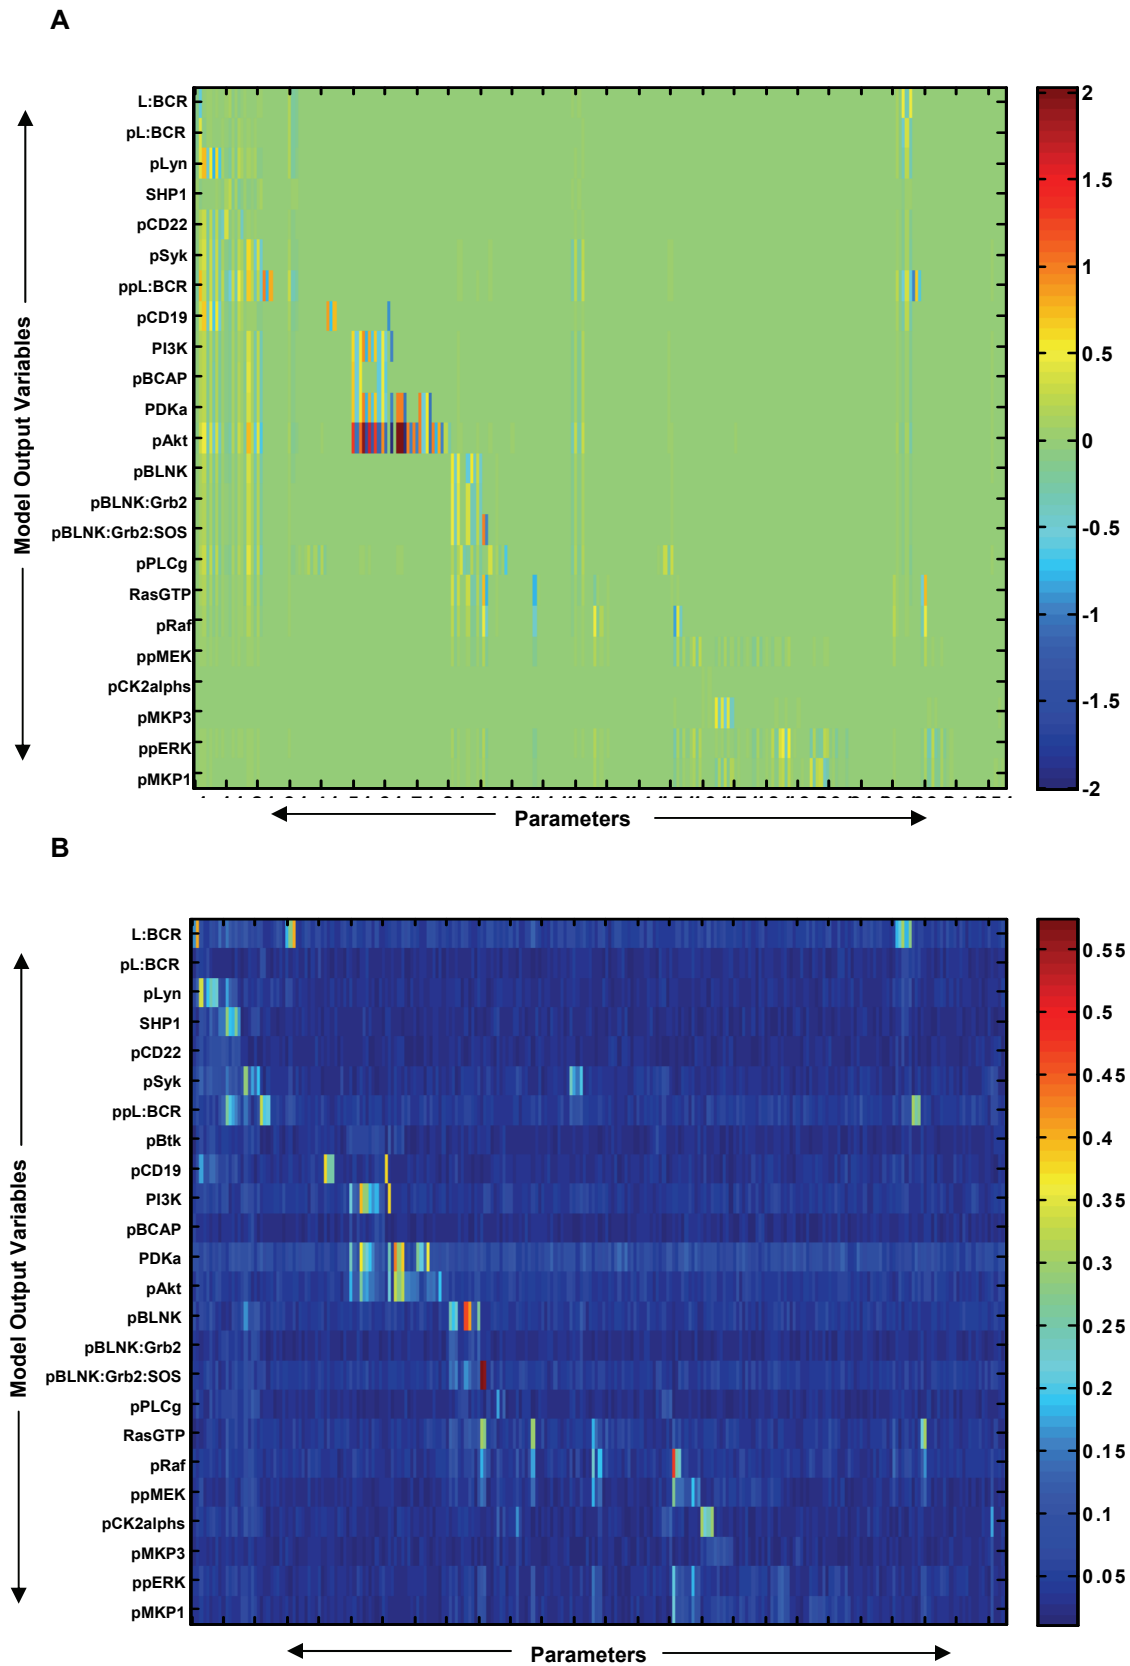 A
L:BCR
pL:BCR
pLyn
SHP1
pCD22
pSyk
ppL:BCR
pCD19
PI3K
pBCAP
PDKa
pAkt
pBLNK
pBLNK:Grb2
pBLNK:Grb2:SOS
pPLCg
RasGTP
pRaf
ppMEK
pCK2alphs
pMKP3
ppERK
pMKP1
Model Output Variables
2
1.5
1
0.5
0
-0.5
-1
-1.5
-2
Parameters
B
L:BCR
pL:BCR
pLyn
SHP1
pCD22
pSyk
ppL:BCR
pBtk
pCD19
PI3K
pBCAP
PDKa
pAkt
pBLNK
pBLNK:Grb2
pBLNK:Grb2:SOS
pPLCg
RasGTP
pRaf
ppMEK
pCK2alphs
pMKP3
ppERK
pMKP1
Model Output Variables
0.55
0.5
0.45
0.4
0.35
0.3
0.25
0.2
0.15
0.1
0.05
Parameters